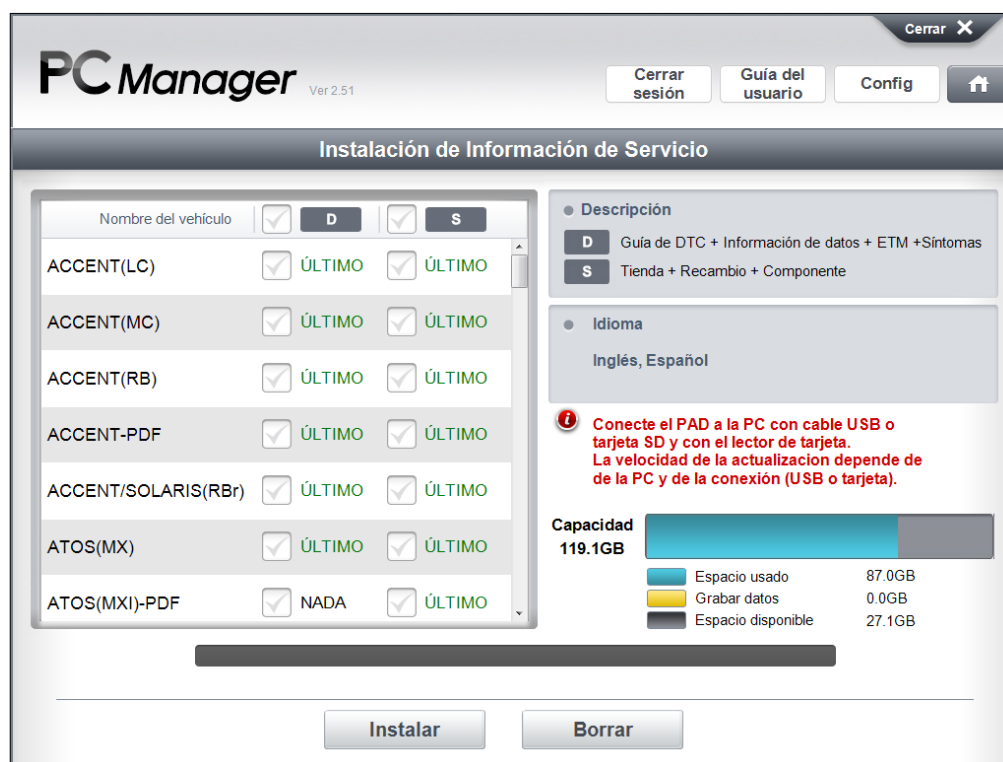 Cerrar
PC Manager Ver 2.51
Cerrar
sesión
Guía del
usuario
Config
Instalación de Información de Servicio
Nombre del vehículo D S
ACCENT(LC) ÚLTIMO ÚLTIMO
ACCENT(MC) ÚLTIMO ÚLTIMO
ACCENT(RB) ÚLTIMO ÚLTIMO
ACCENT-PDF ÚLTIMO ÚLTIMO
ACCENT/SOLARIS(RBr) ÚLTIMO ÚLTIMO
ATOS(MX) ÚLTIMO ÚLTIMO
ATOS(MXI)-PDF NADA ÚLTIMO
Descripción
D Guía de DTC + Información de datos + ETM +Síntomas
S Tienda + Recambio + Componente
Idioma
Inglés, Español
Conecte el PAD a la PC con cable USB o
tarjeta SD y con el lector de tarjeta.
La velocidad de la actualizacion depende de
de la PC y de la conexión (USB o tarjeta).
Capacidad
119.1GB
Espacio usado 87.0GB
Grabar datos 0.0GB
Espacio disponible 27.1GB
Instalar
Borrar